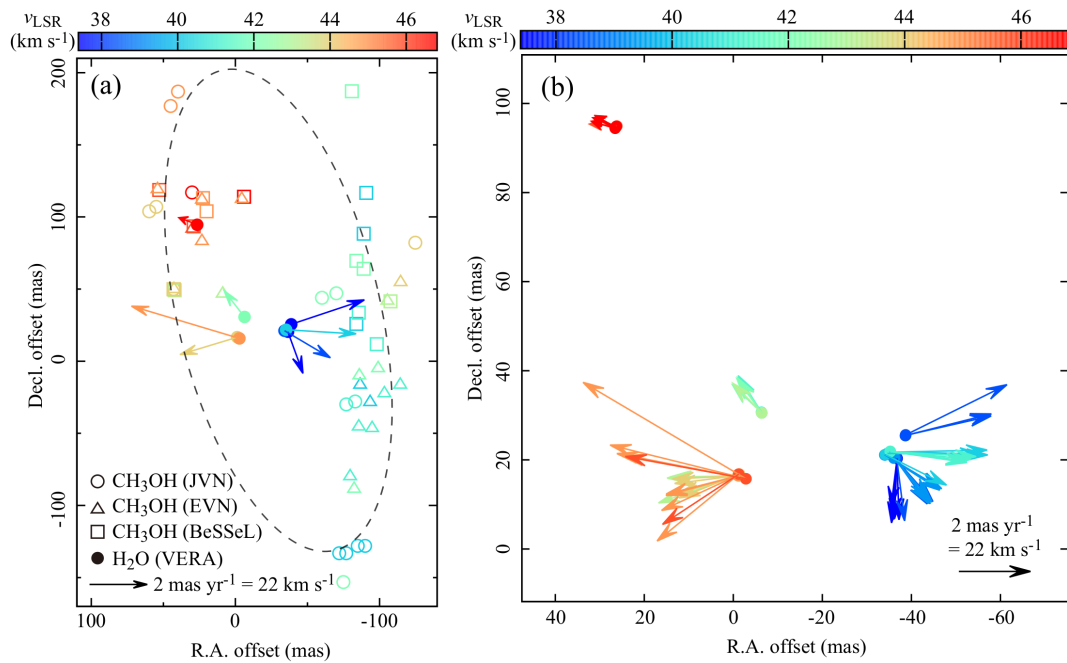 vLSR
(km s-1)
38 40 42 44 46
(a)
200
100
0
-100
100 0 -100
Decl. offset (mas)
R.A. offset (mas)
CH3OH (JVN)
CH3OH (EVN)
CH3OH (BeSSeL)
H2O (VERA)
2 mas yr-1 = 22 km s-1
vLSR
(km s-1)
38 40 42 44 46
(b)
100
80
60
40
20
0
40 20 0 -20 -40 -60
Decl. offset (mas)
R.A. offset (mas)
2 mas yr-1
= 22 km s-1